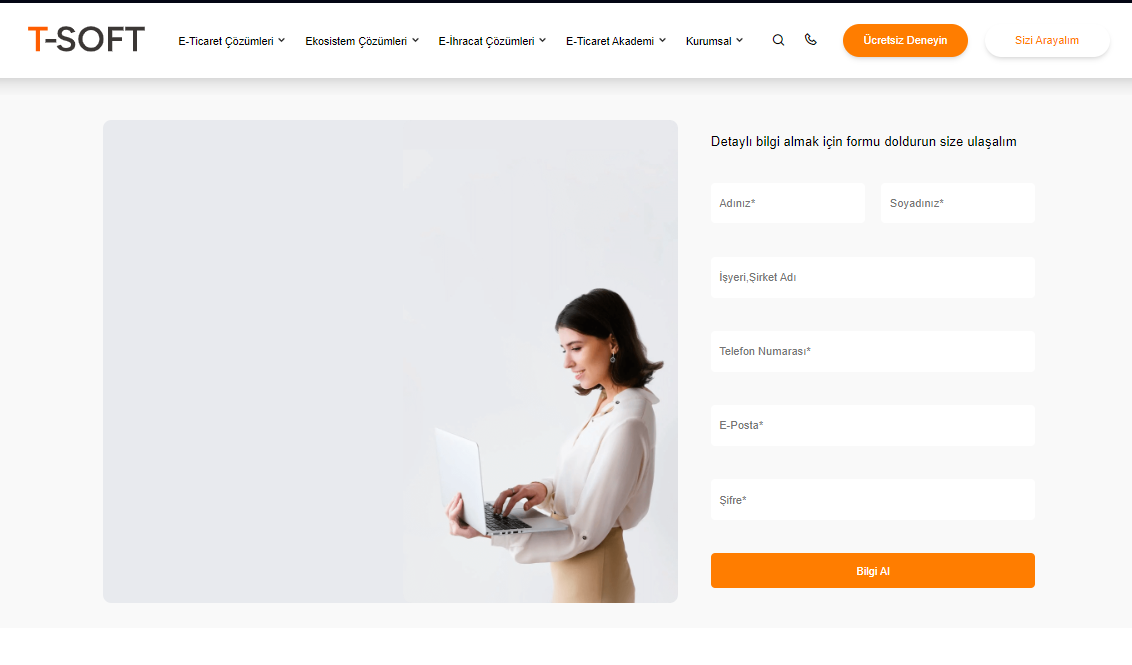 T-SOFT
E-Ticaret Çözümleri
Ekosistem Çözümleri
E-İhracat Çözümleri
E-Ticaret Akademi
Kurumsal
Ücretsiz Deneyin
Sizi Arayalım
Detaylı bilgi almak için formu doldurun size ulaşalım
Adınız*
Soyadınız*
İşyeri,Şirket Adı
Telefon Numarası*
E-Posta*
Şifre*
Bilgi Al